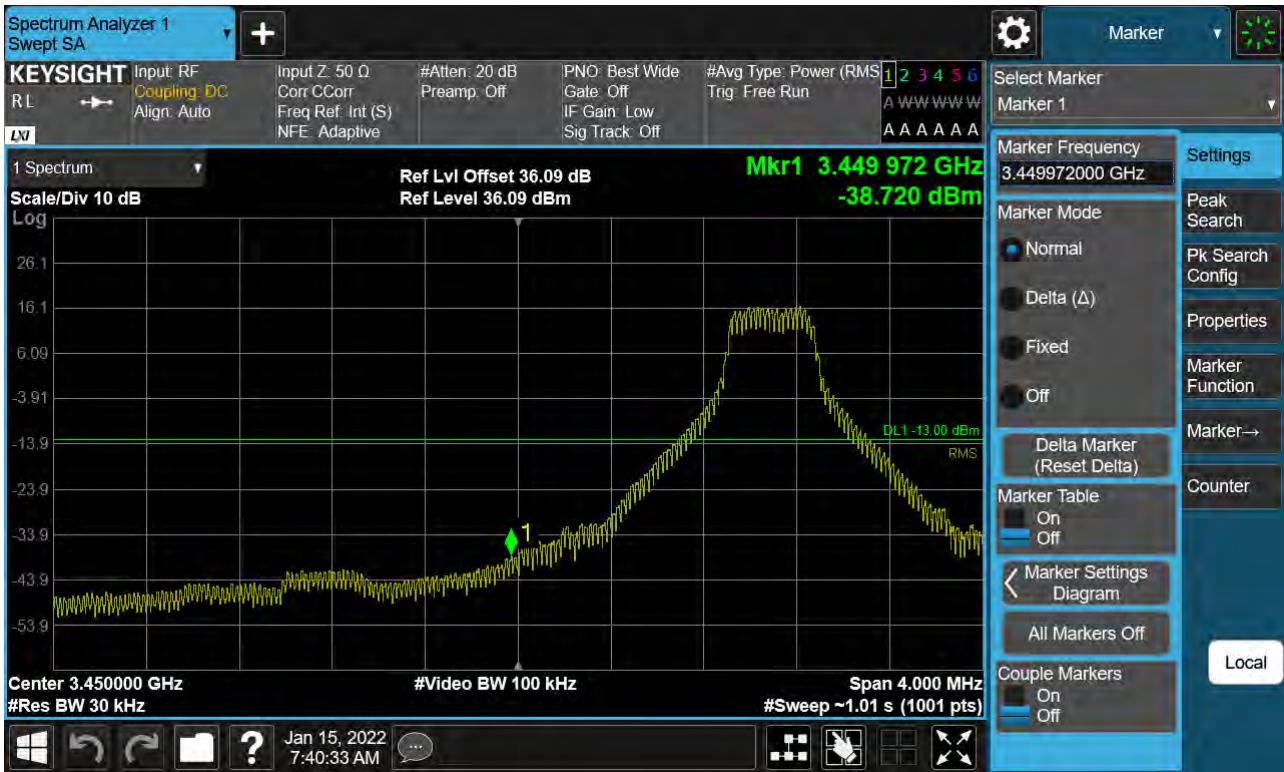 Spectrum Analyzer 1
Swept SA
Marker
KEYSIGHT
R L
LXI
Input: RF
Coupling: DC
Align: Auto
Input Z: 50 Ω
Corr CCorr
Freq Ref: Int (S)
NFE: Adaptive
#Atten: 20 dB
Preamp: Off
PNO: Best Wide
Gate: Off
IF Gain: Low
Sig Track: Off
#Avg Type: Power (RMS
Trig: Free Run
1 2 3 4 5 6
A W W W W W
A A A A A A
1 Spectrum
Scale/Div 10 dB
Log
Ref Lvl Offset 36.09 dB
Ref Level 36.09 dBm
Mkr1 3.449 972 GHz
-38.720 dBm
26.1
16.1
6.09
-3.91
-13.9
-23.9
-33.9
-43.9
-53.9
DL1 -13.00 dBm
RMS
1
Center 3.450000 GHz
#Res BW 30 kHz
#Video BW 100 kHz
Span 4.000 MHz
#Sweep ~1.01 s (1001 pts)
Select Marker
Marker 1
Marker Frequency
3.449972000 GHz
Marker Mode
Normal
Delta (Δ)
Fixed
Off
Delta Marker
(Reset Delta)
Marker Table
On
Off
Marker Settings
Diagram
All Markers Off
Couple Markers
On
Off
Settings
Peak
Search
Pk Search
Config
Properties
Marker
Function
Marker→
Counter
Local
?
Jan 15, 2022
7:40:33 AM